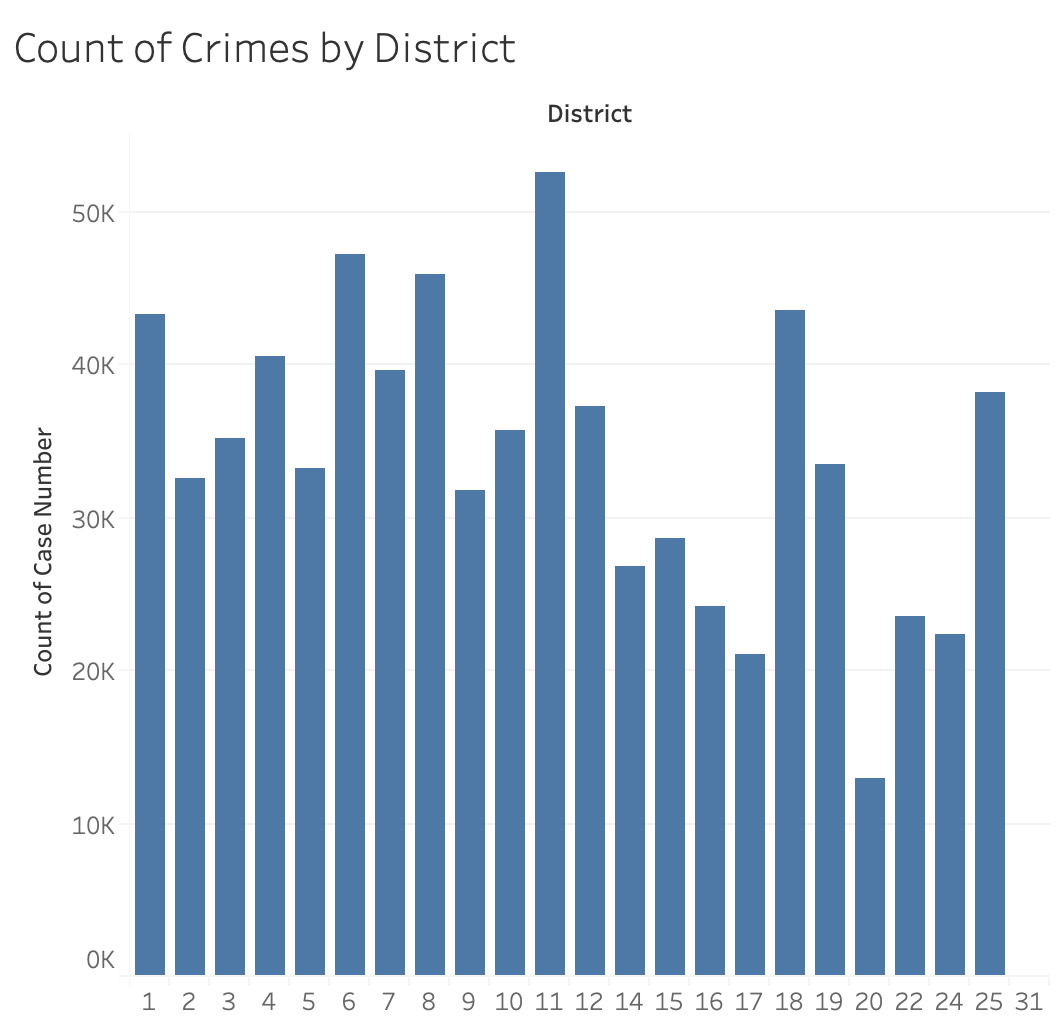 Count of Crimes by District
District
Count of Case Number
50K
40K
30K
20K
10K
0K
1 2 3 4 5 6 7 8 9 10 11 12 14 15 16 17 18 19 20 22 24 25 31